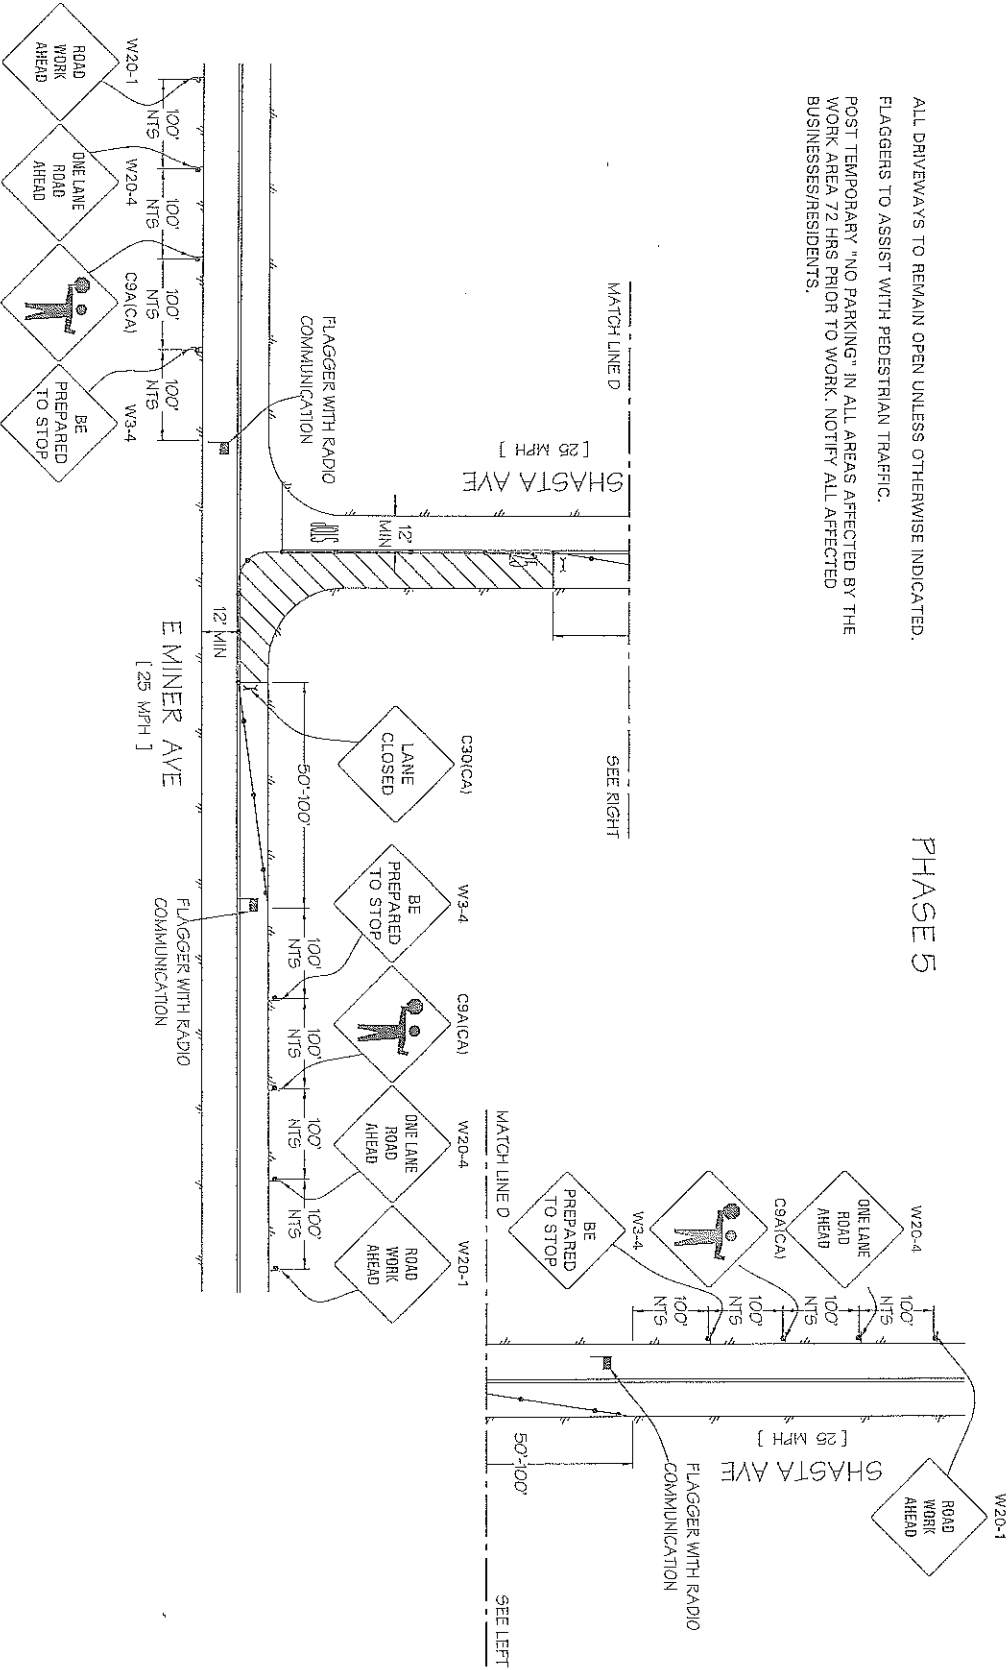 ALL DRIVEWAYS TO REMAIN OPEN UNLESS OTHERWISE INDICATED.
FLAGGERS TO ASSIST WITH PEDESTRIAN TRAFFIC.
POST TEMPORARY "NO PARKING" IN ALL AREAS AFFECTED BY THE
WORK AREA 72 HRS PRIOR TO WORK. NOTIFY ALL AFFECTED
BUSINESSES/RESIDENTS.
PHASE 5
MATCH LINE D
SEE RIGHT
SHASTA AVE
[ 25 MPH ]
12'
MIN
STOP
FLAGGER WITH RADIO
COMMUNICATION
100'
NTS
100'
NTS
100'
NTS
100'
NTS
W20-1
ROAD
WORK
AHEAD
W20-4
ONE LANE
ROAD
AHEAD
C9A(CA)
W3-4
BE
PREPARED
TO STOP
12' MIN
E MINER AVE
[ 25 MPH ]
C30(CA)
LANE
CLOSED
50'-100'
FLAGGER WITH RADIO
COMMUNICATION
W3-4
BE
PREPARED
TO STOP
C9A(CA)
W20-4
ONE LANE
ROAD
AHEAD
W20-1
ROAD
WORK
AHEAD
100'
NTS
100'
NTS
100'
NTS
100'
NTS
MATCH LINE D
SEE LEFT
W20-4
ONE LANE
ROAD
AHEAD
C9A(CA)
W3-4
BE
PREPARED
TO STOP
100'
NTS
100'
NTS
100'
NTS
100'
NTS
W20-1
ROAD
WORK
AHEAD
SHASTA AVE
[ 25 MPH ]
50'-100'
FLAGGER WITH RADIO
COMMUNICATION